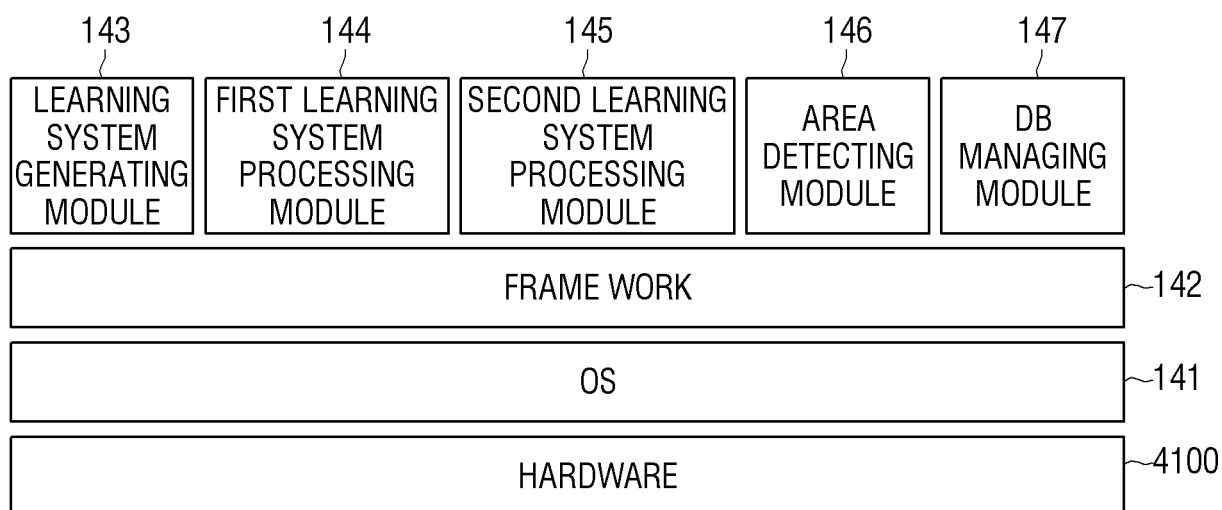 143
144
145
146
147
LEARNING
SYSTEM
GENERATING
MODULE
FIRST LEARNING
SYSTEM
PROCESSING
MODULE
SECOND LEARNING
SYSTEM
PROCESSING
MODULE
AREA
DETECTING
MODULE
DB
MANAGING
MODULE
FRAME WORK
142
OS
141
HARDWARE
4100